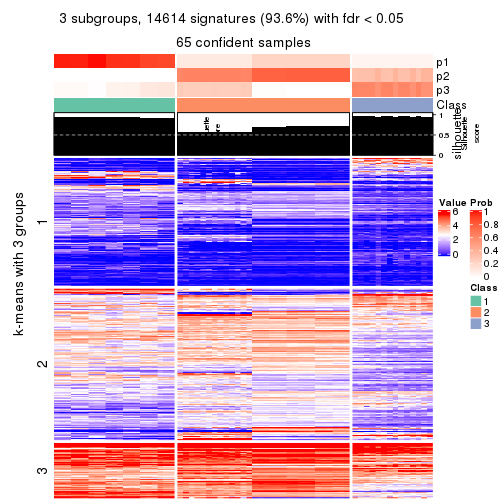 3 subgroups, 14614 signatures (93.6%) with fdr < 0.05
65 confident samples
p1
p2
p3
Class
1
0.5
0
silhouette
Silhouette
score
k-means with 3 groups
1
2
3
Value
6
4
2
0
Prob
1
0.8
0.6
0.4
0.2
0
Class
1
2
3